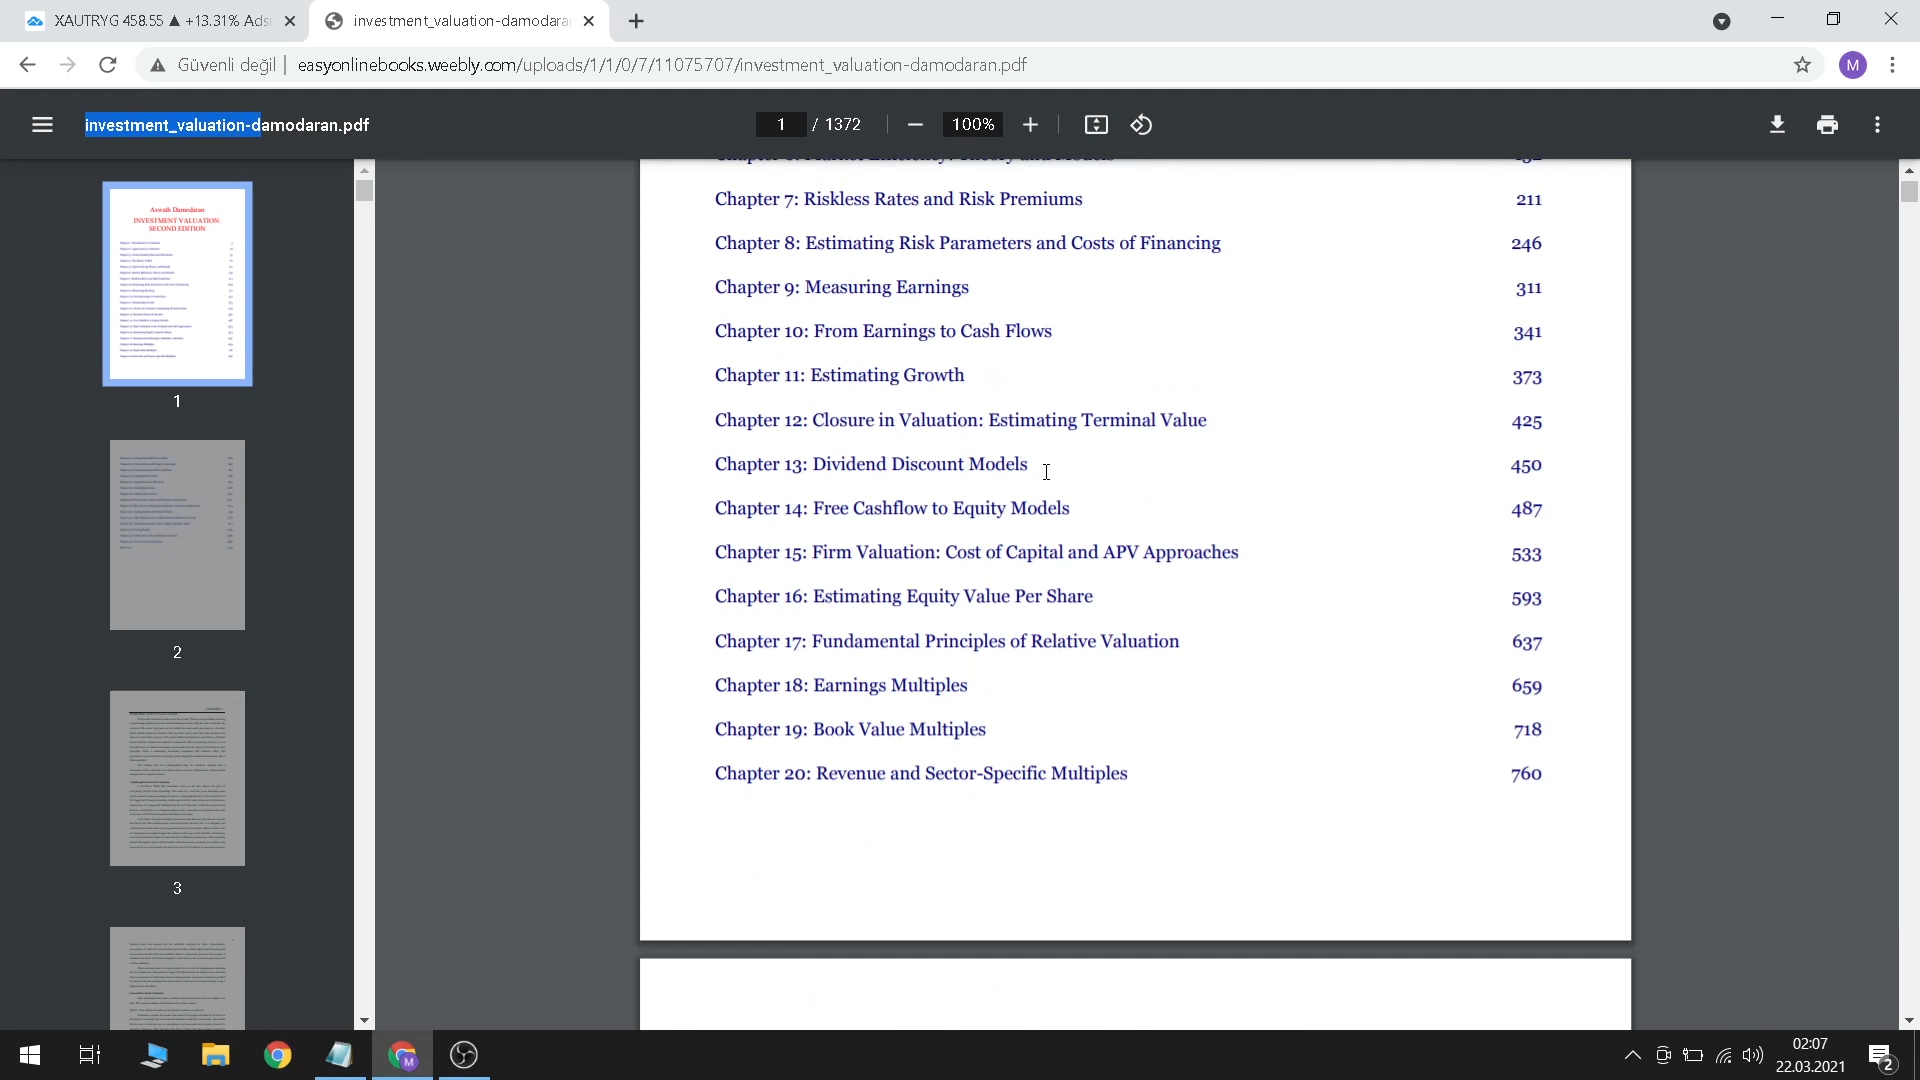 XAUTRYG 458.55 ▲ +13.31%
investment_valuation-damodara
Güvenli değil
easyonlinebooks.weebly.com/uploads/1/1/0/7/11075707/investment_valuation-damodaran.pdf
M
investment_valuation-damodaran.pdf
1 / 1372
100%
Aswath Damodaran
INVESTMENT VALUATION
SECOND EDITION
1
2
3
Chapter 7: Riskless Rates and Risk Premiums 211
Chapter 8: Estimating Risk Parameters and Costs of Financing 246
Chapter 9: Measuring Earnings 311
Chapter 10: From Earnings to Cash Flows 341
Chapter 11: Estimating Growth 373
Chapter 12: Closure in Valuation: Estimating Terminal Value 425
Chapter 13: Dividend Discount Models 450
Chapter 14: Free Cashflow to Equity Models 487
Chapter 15: Firm Valuation: Cost of Capital and APV Approaches 533
Chapter 16: Estimating Equity Value Per Share 593
Chapter 17: Fundamental Principles of Relative Valuation 637
Chapter 18: Earnings Multiples 659
Chapter 19: Book Value Multiples 718
Chapter 20: Revenue and Sector-Specific Multiples 760
M
02:07
22.03.2021
2